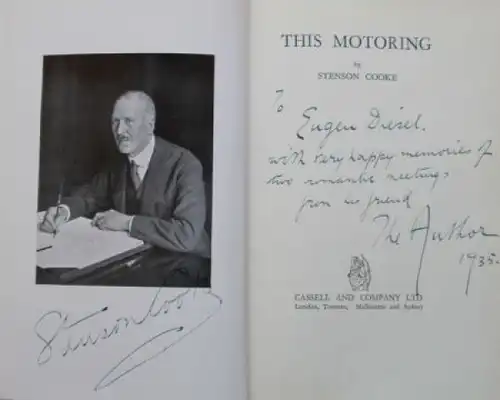 Stenson Cooke
THIS MOTORING
by
STENSON COOKE
To
Eugen Diesel.
with very happy memories of
two romantic meetings
from his friend
The Author
1935.
CASSELL AND COMPANY LTD
London, Toronto, Melbourne and Sydney